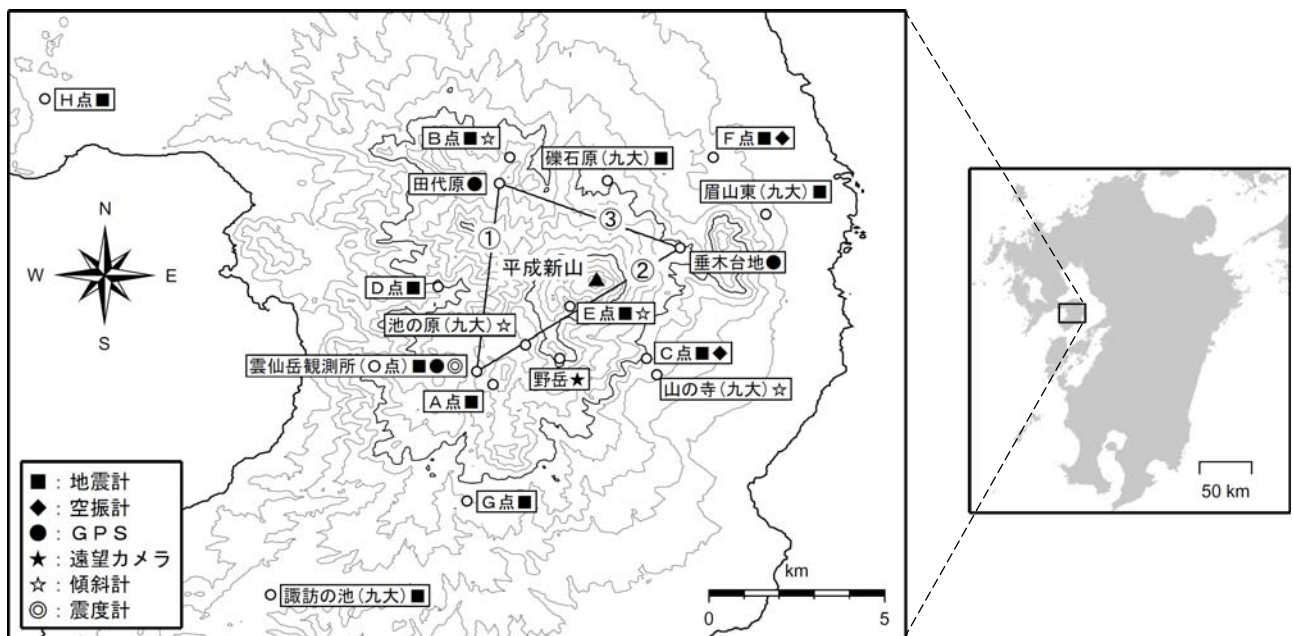 H点■
B点■☆
F点■◆
礫石原(九大)■
田代原●
眉山東(九大)■
N
③
①
W
E
平成新山
②
垂木台地●
D点■
E点■☆
池の原(九大)☆
S
雲仙岳観測所(O点)■●◎
C点■◆
野岳★
山の寺(九大)☆
A点■
■：地震計
◆：空振計
●：GPS
★：遠望カメラ
☆：傾斜計
◎：震度計
G点■
諏訪の池(九大)■
km
0
5
50 km